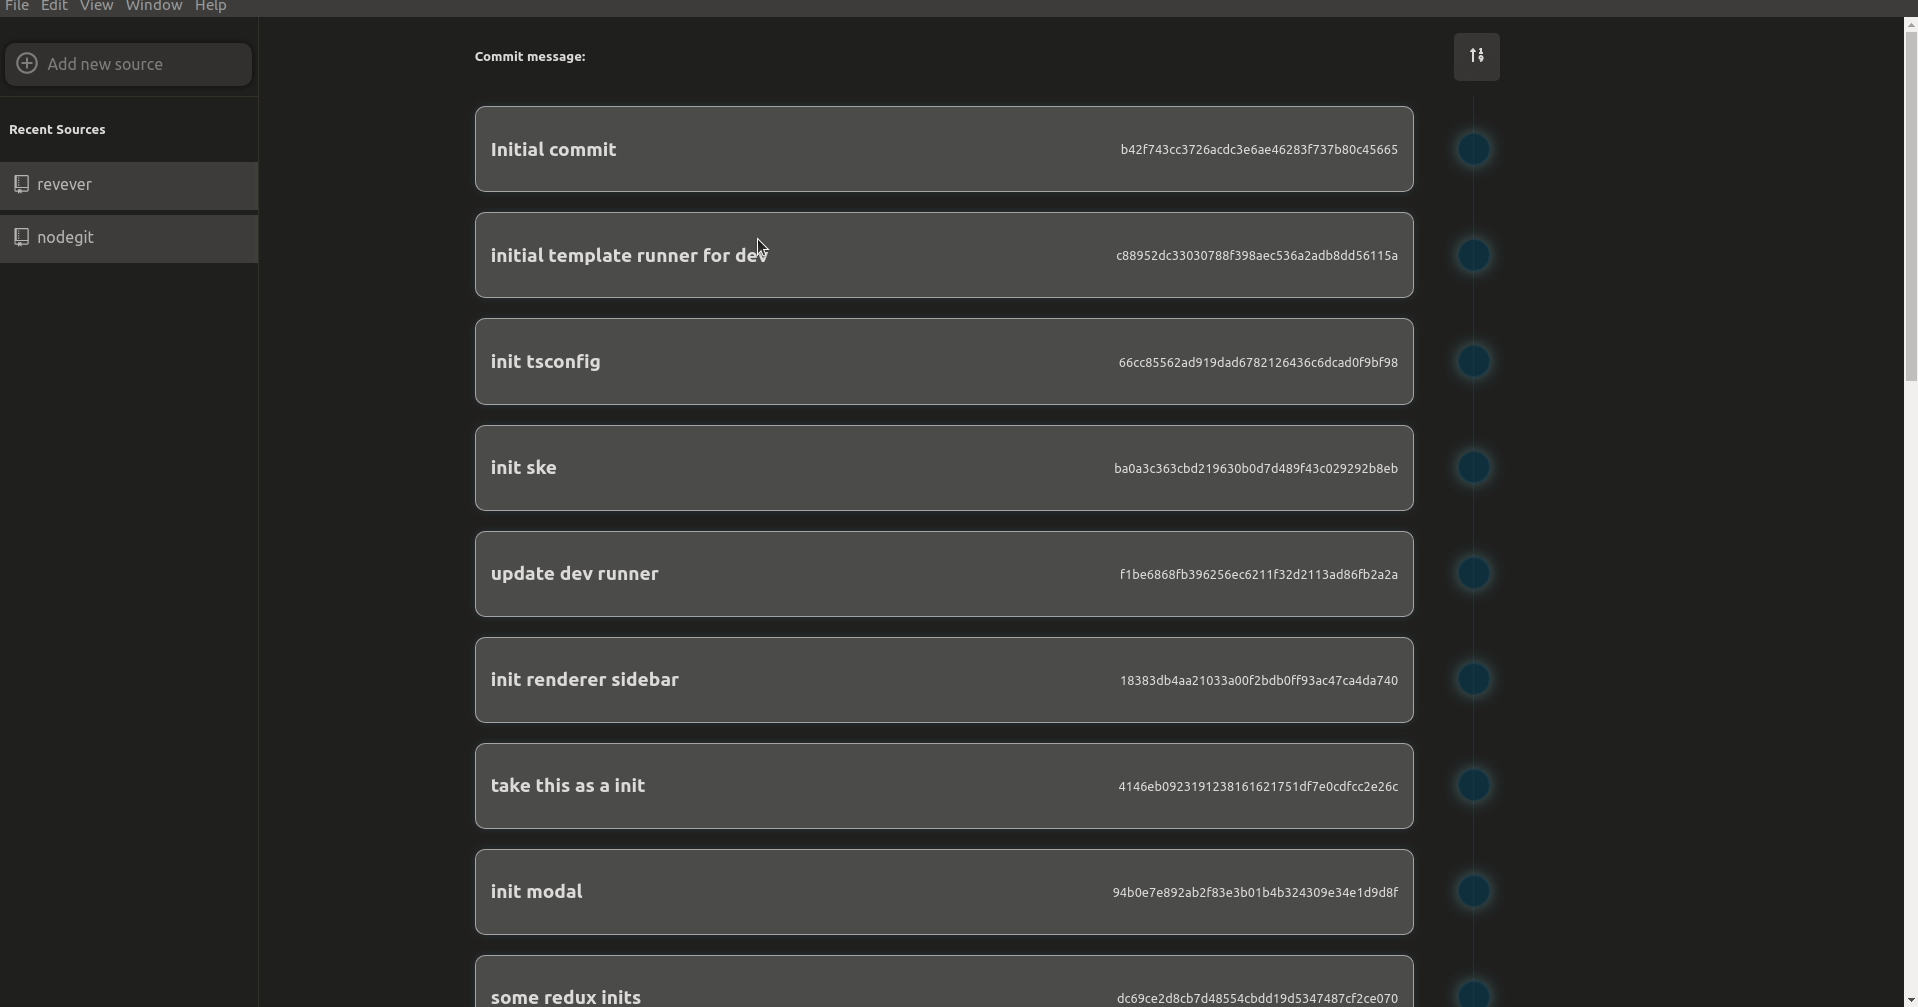 File Edit View Window Help
Add new source
Recent Sources
revever
nodegit
Commit message:
Initial commit b42f743cc3726acdc3e6ae46283f737b80c45665
initial template runner for dev c88952dc33030788f398aec536a2adb8dd56115a
init tsconfig 66cc85562ad919dad6782126436c6dcad0f9bf98
init ske ba0a3c363cbd219630b0d7d489f43c029292b8eb
update dev runner f1be6868fb396256ec6211f32d2113ad86fb2a2a
init renderer sidebar 18383db4aa21033a00f2bdb0ff93ac47ca4da740
take this as a init 4146eb0923191238161621751df7e0cdfcc2e26c
init modal 94b0e7e892ab2f83e3b01b4b324309e34e1d9d8f
some redux inits dc69ce2d8cb7d48554cbdd19d5347487cf2ce070